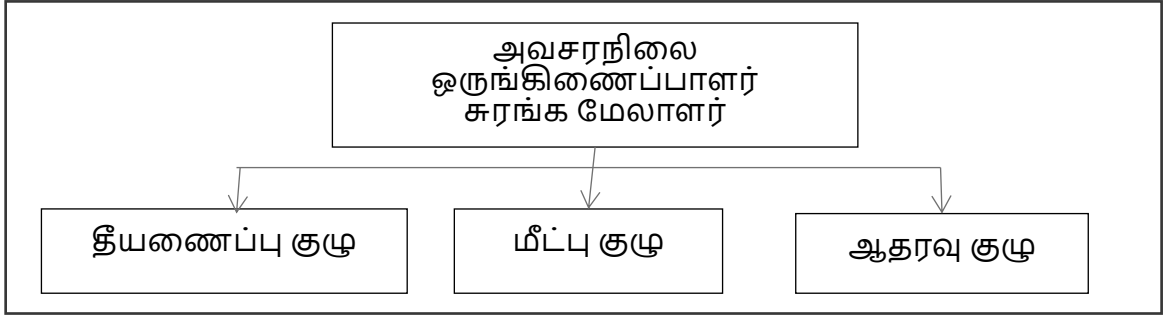 அவசரநிலை
ஒருங்கிணைப்பாளர்
சுரங்க மேலாளர்
தீயணைப்பு குழு
மீட்பு குழு
ஆதரவு குழு